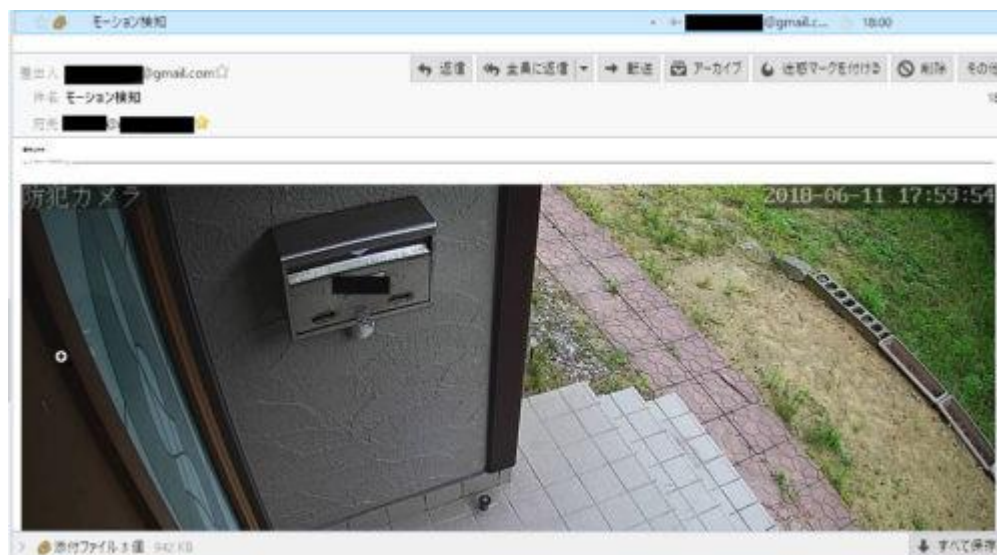 モーション検知 @gmail.c... 18:00
差出人 @gmail.com 返信 全員に返信 転送 アーカイブ 迷惑マークを付ける 削除 その他
件名 モーション検知
宛先 @
防犯カメラ 2018-06-11 17:59:54
添付ファイル 3 個 942 KB すべて保存